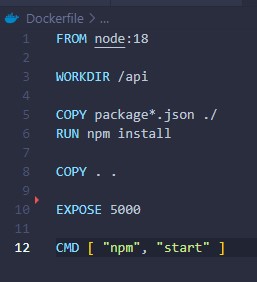 Dockerfile > ...
1 FROM node:18
2
3 WORKDIR /api
4
5 COPY package*.json ./
6 RUN npm install
7
8 COPY . .
9
10 EXPOSE 5000
11
12 CMD [ "npm", "start" ]